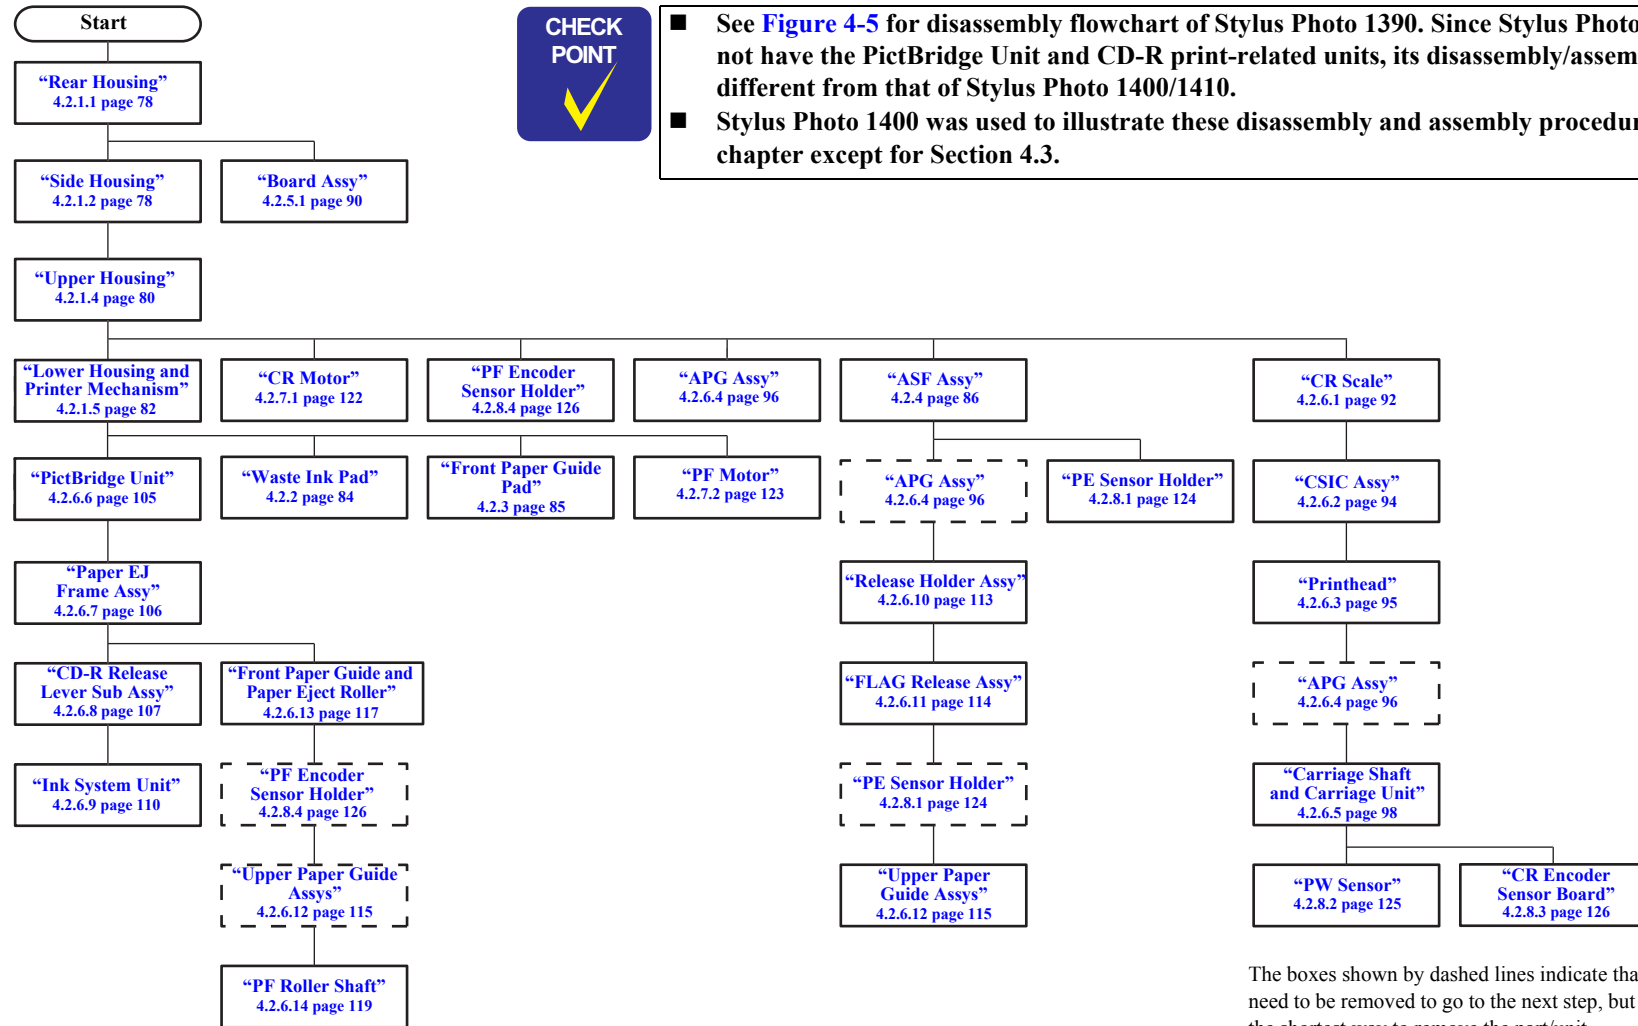 Start
CHECK
POINT
■ See Figure 4-5 for disassembly flowchart of Stylus Photo 1390. Since Stylus Photo
not have the PictBridge Unit and CD-R print-related units, its disassembly/assem
different from that of Stylus Photo 1400/1410.
■ Stylus Photo 1400 was used to illustrate these disassembly and assembly procedur
chapter except for Section 4.3.
“Rear Housing”
4.2.1.1 page 78
“Side Housing”
4.2.1.2 page 78
“Board Assy”
4.2.5.1 page 90
“Upper Housing”
4.2.1.4 page 80
“Lower Housing and
Printer Mechanism”
4.2.1.5 page 82
“CR Motor”
4.2.7.1 page 122
“PF Encoder
Sensor Holder”
4.2.8.4 page 126
“APG Assy”
4.2.6.4 page 96
“ASF Assy”
4.2.4 page 86
“CR Scale”
4.2.6.1 page 92
“PictBridge Unit”
4.2.6.6 page 105
“Waste Ink Pad”
4.2.2 page 84
“Front Paper Guide
Pad”
4.2.3 page 85
“PF Motor”
4.2.7.2 page 123
“APG Assy”
4.2.6.4 page 96
“PE Sensor Holder”
4.2.8.1 page 124
“CSIC Assy”
4.2.6.2 page 94
“Paper EJ
Frame Assy”
4.2.6.7 page 106
“Release Holder Assy”
4.2.6.10 page 113
“Printhead”
4.2.6.3 page 95
“CD-R Release
Lever Sub Assy”
4.2.6.8 page 107
“Front Paper Guide and
Paper Eject Roller”
4.2.6.13 page 117
“FLAG Release Assy”
4.2.6.11 page 114
“APG Assy”
4.2.6.4 page 96
“Ink System Unit”
4.2.6.9 page 110
“PF Encoder
Sensor Holder”
4.2.8.4 page 126
“PE Sensor Holder”
4.2.8.1 page 124
“Carriage Shaft
and Carriage Unit”
4.2.6.5 page 98
“Upper Paper Guide
Assys”
4.2.6.12 page 115
“Upper Paper
Guide Assys”
4.2.6.12 page 115
“PW Sensor”
4.2.8.2 page 125
“CR Encoder
Sensor Board”
4.2.8.3 page 126
“PF Roller Shaft”
4.2.6.14 page 119
The boxes shown by dashed lines indicate tha
need to be removed to go to the next step, but
the shortest way to remove the part/unit